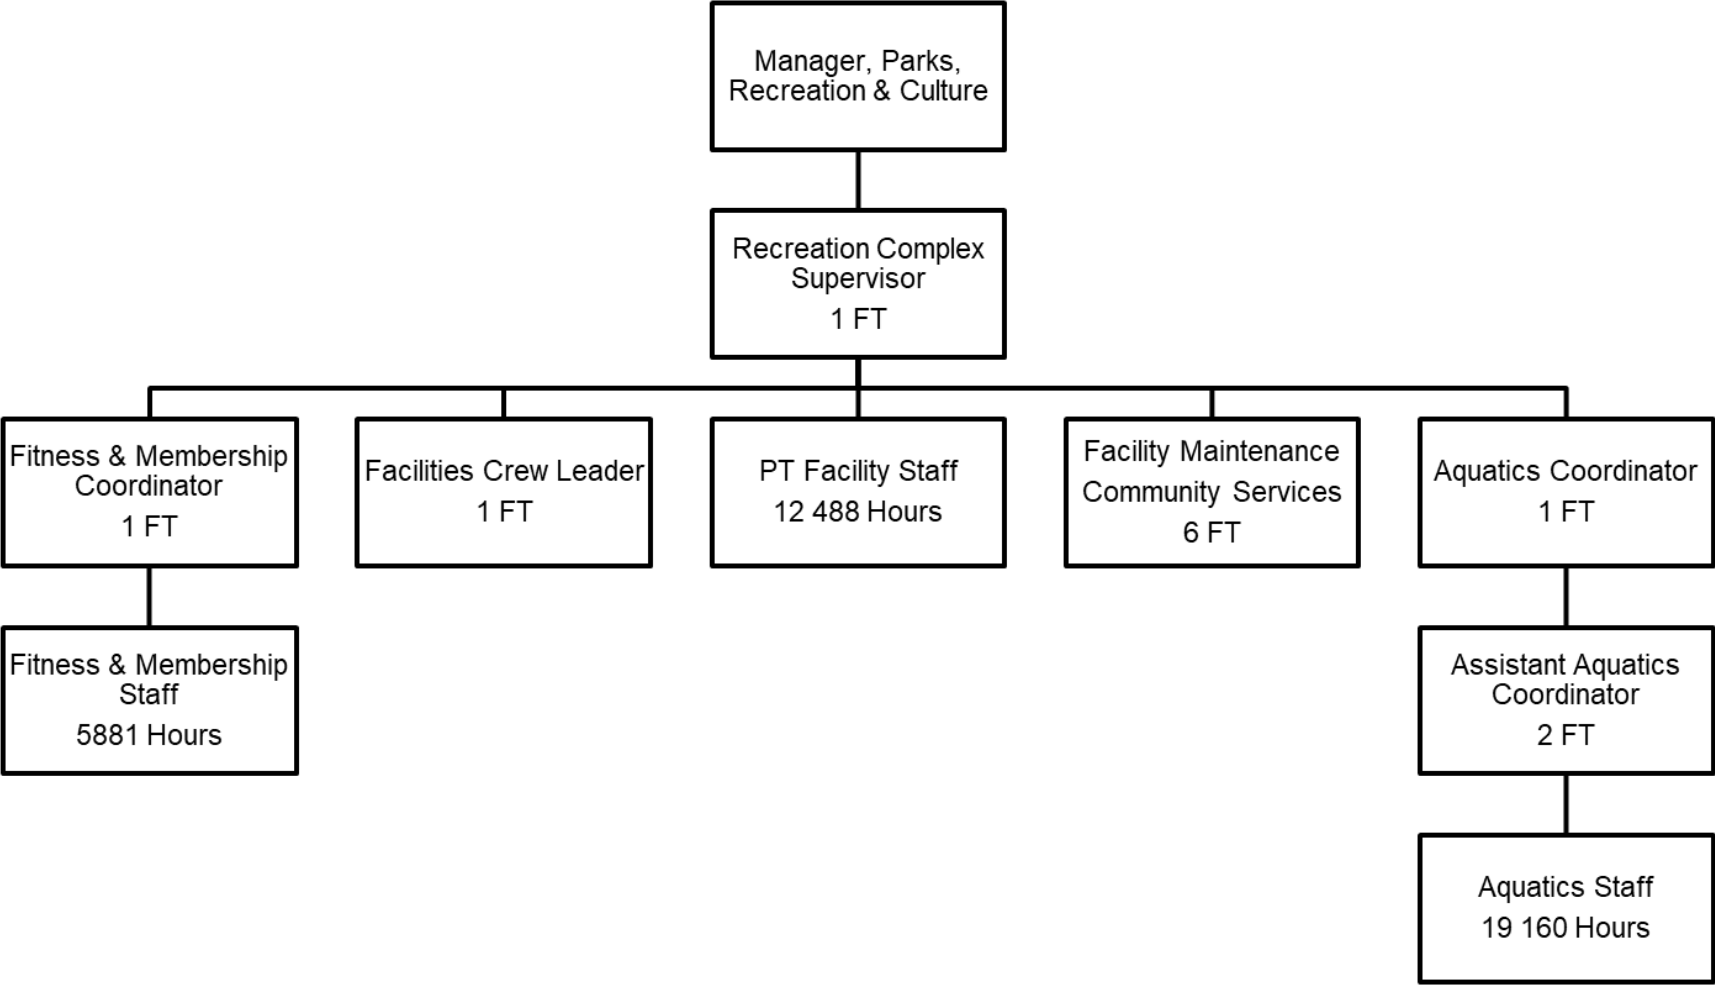 Manager, Parks,
Recreation & Culture
Recreation Complex
Supervisor
1 FT
Fitness & Membership
Coordinator
1 FT
Facilities Crew Leader
1 FT
PT Facility Staff
12 488 Hours
Facility Maintenance
Community Services
6 FT
Aquatics Coordinator
1 FT
Fitness & Membership
Staff
5881 Hours
Assistant Aquatics
Coordinator
2 FT
Aquatics Staff
19 160 Hours